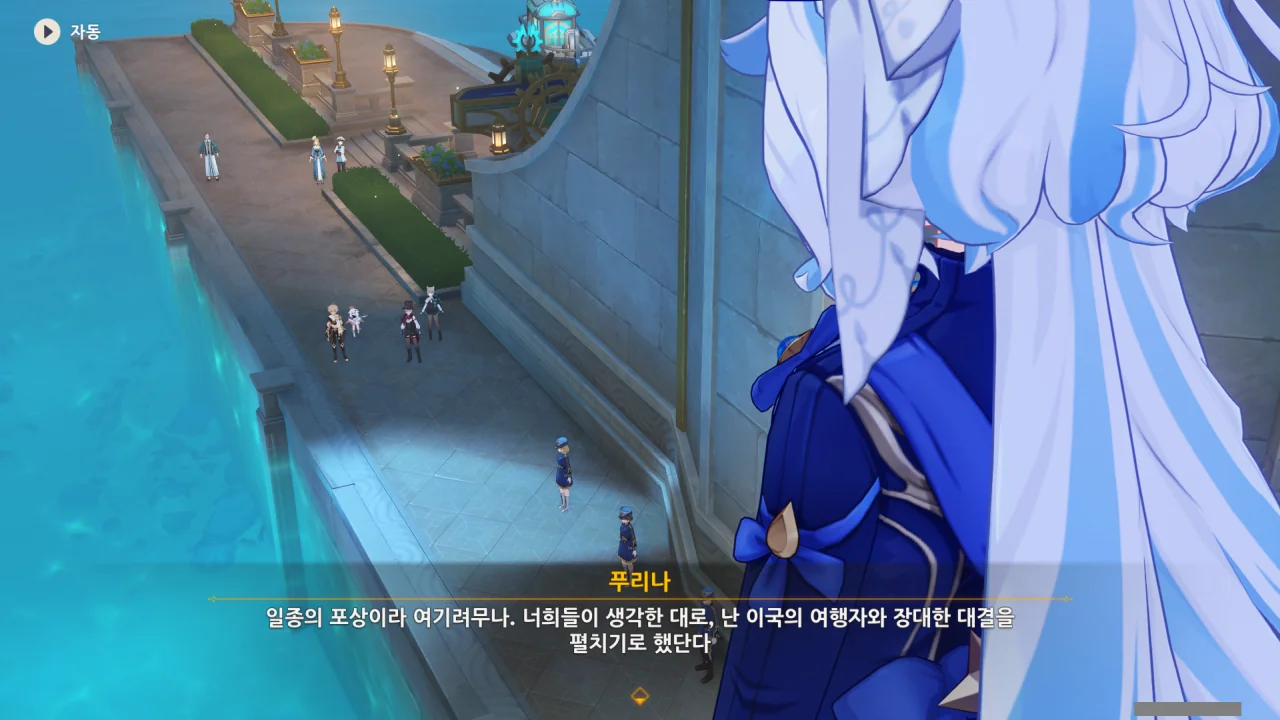 자동
푸리나
일종의 포상이라 여기려무나. 너희들이 생각한 대로, 난 이국의 여행자와 장대한 대결을
펼치기로 했단다